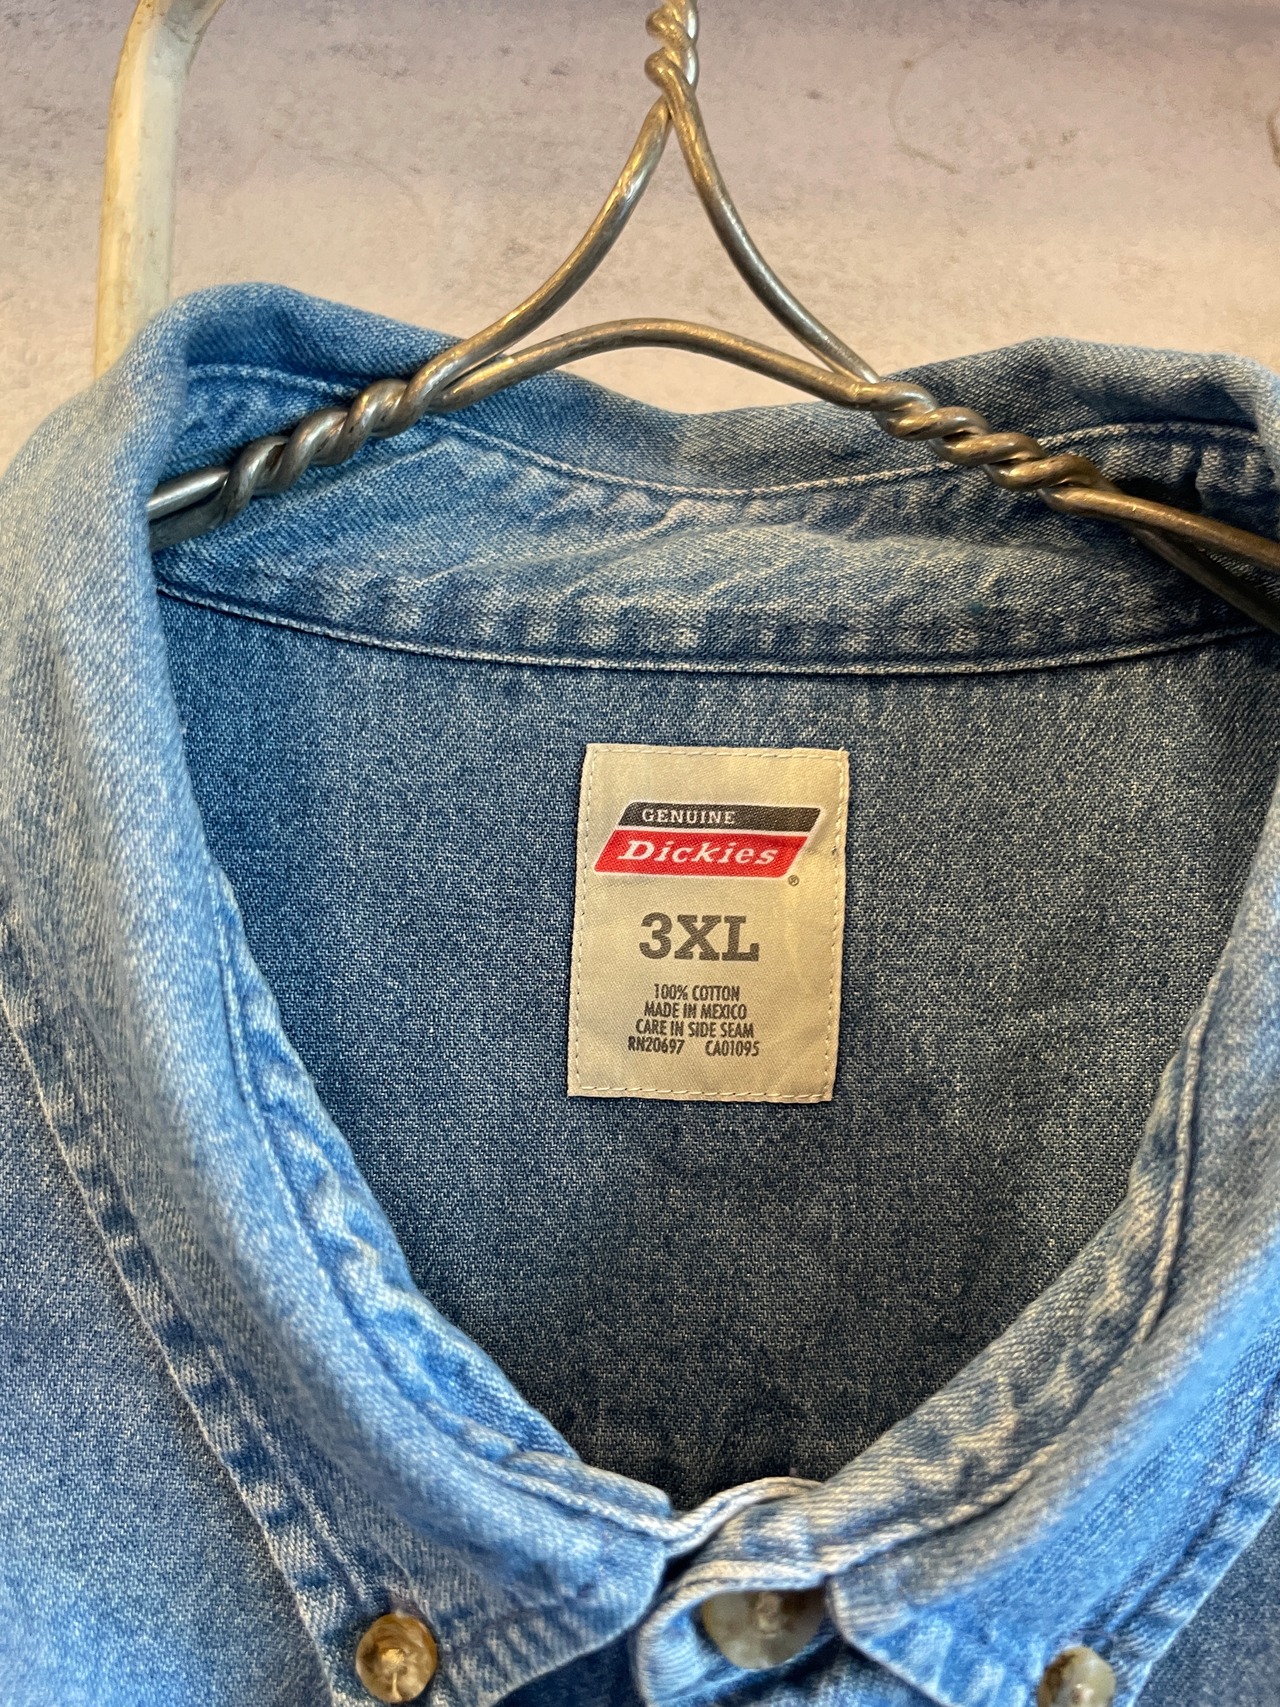 GENUINE
Dickies®
3XL
100% COTTON
MADE IN MEXICO
CARE IN SIDE SEAM
RN20697 CA01095